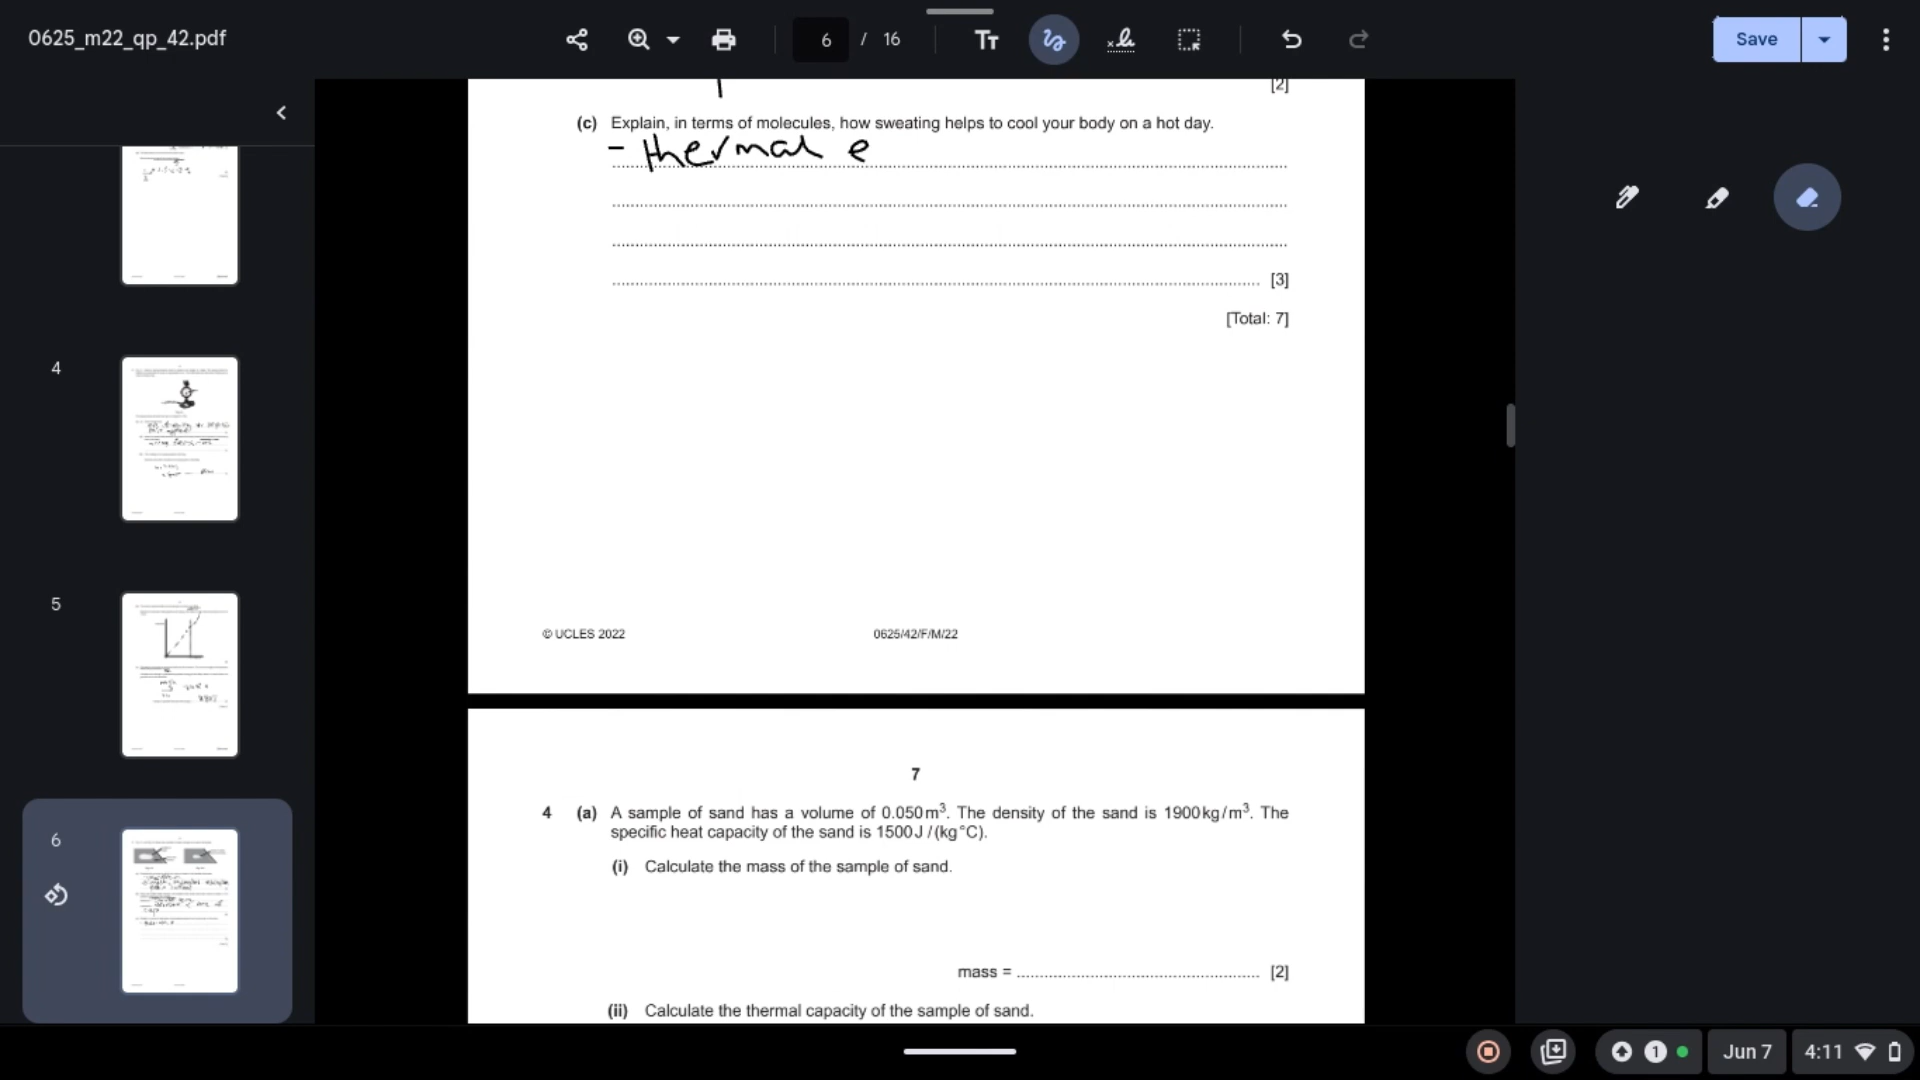 0625_m22_qp_42.pdf
6 / 16
Save
[2]
(c) Explain, in terms of molecules, how sweating helps to cool your body on a hot day.
- thermal e
[3]
[Total: 7]
© UCLES 2022
0625/42/F/M/22
7
4 (a) A sample of sand has a volume of 0.050 m³. The density of the sand is 1900 kg/m³. The
specific heat capacity of the sand is 1500 J/(kg °C).
(i) Calculate the mass of the sample of sand.
mass = ................................................ [2]
(ii) Calculate the thermal capacity of the sample of sand.
4
5
6
1
Jun 7
4:11